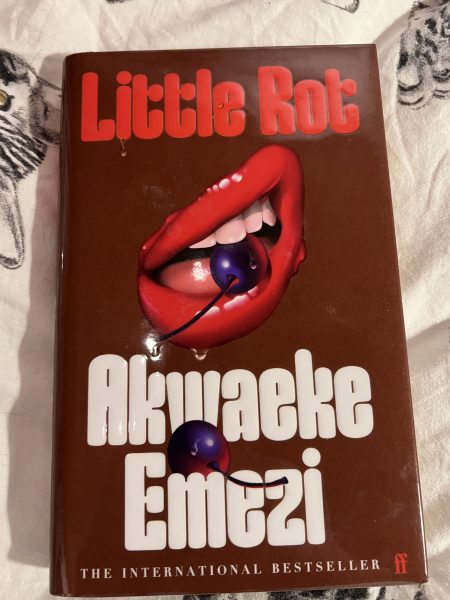 Little Rot
Akwaeke
Emezi
THE INTERNATIONAL BESTSELLER ff